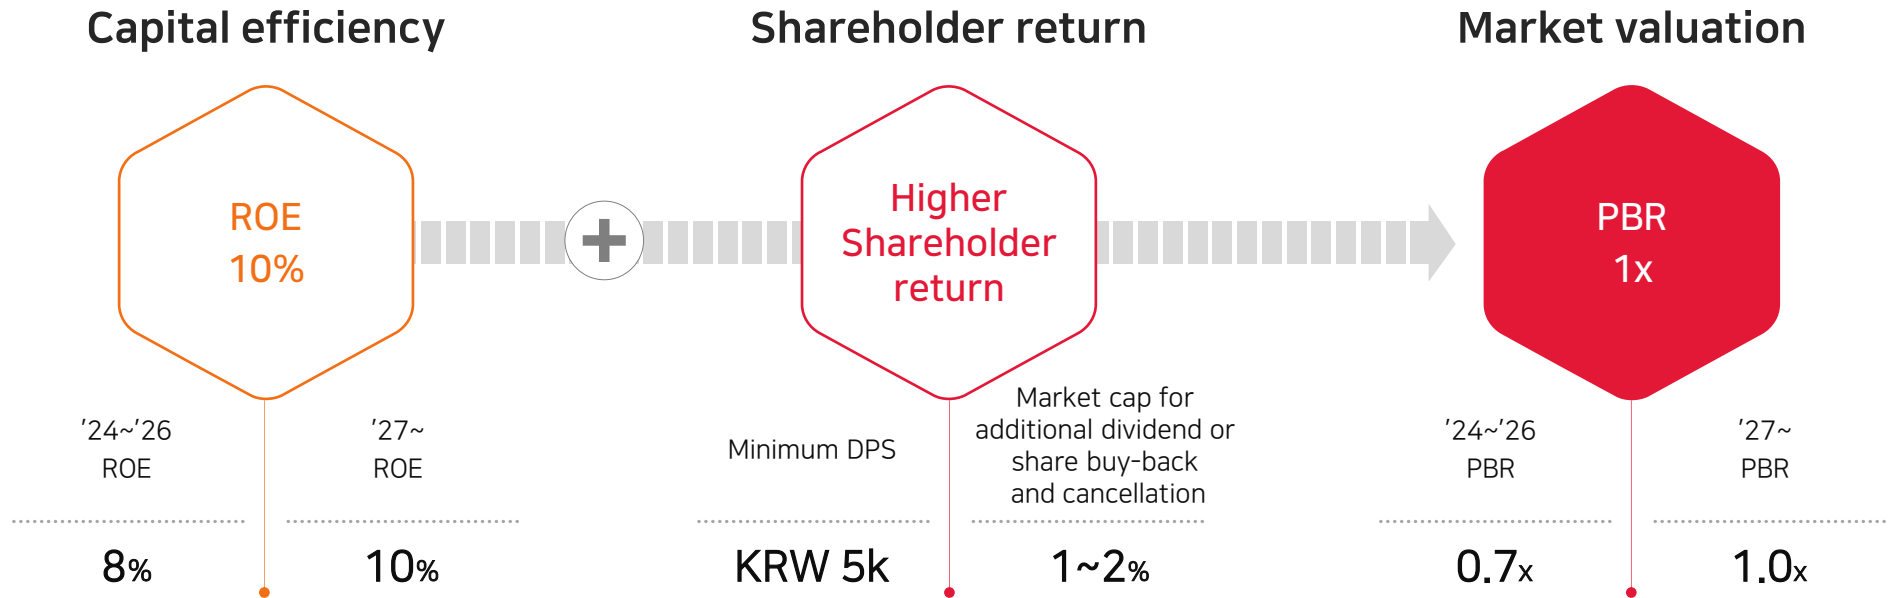 Capital efficiency
Shareholder return
Market valuation
ROE
10%
Higher
Shareholder
return
PBR
1x
’24~’26
ROE
’27~
ROE
Minimum DPS
Market cap for
additional dividend or
share buy-back
and cancellation
’24~’26
PBR
’27~
PBR
8%
10%
KRW 5k
1~2%
0.7x
1.0x